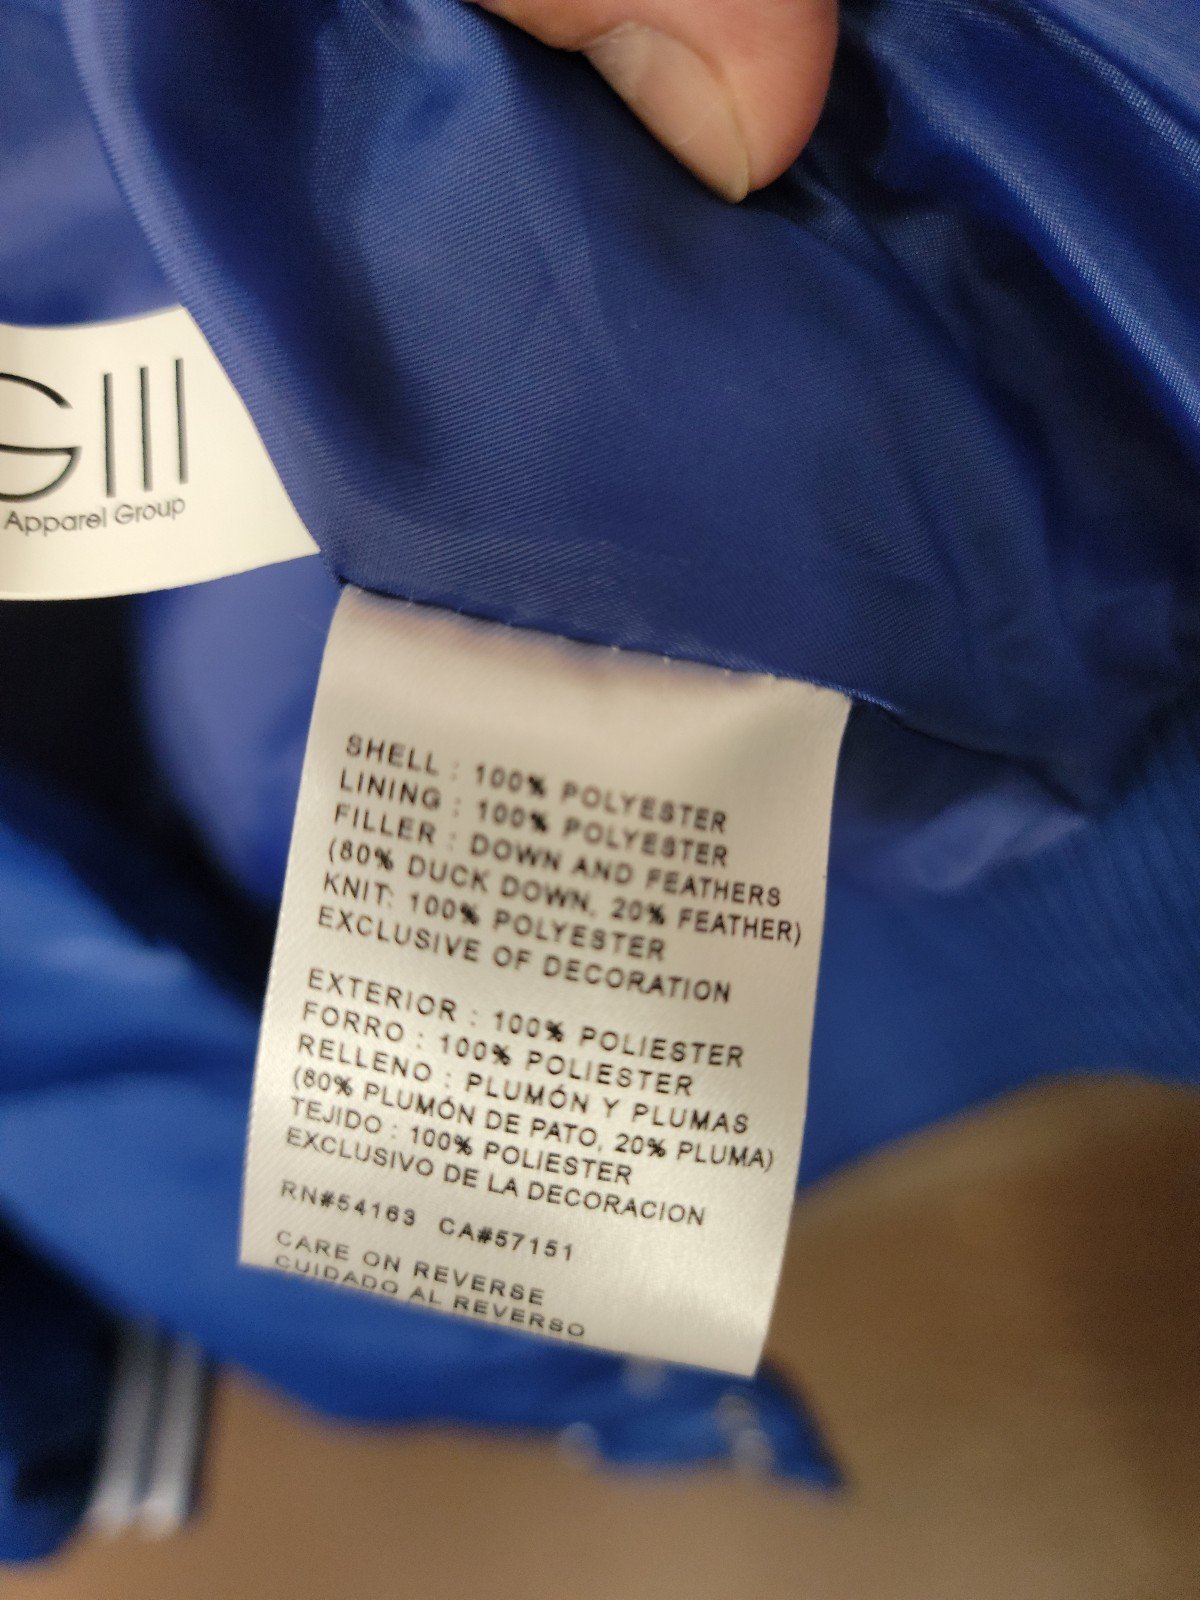 GIII
Apparel Group
SHELL : 100% POLYESTER
LINING : 100% POLYESTER
FILLER : DOWN AND FEATHERS
(80% DUCK DOWN, 20% FEATHER)
KNIT: 100% POLYESTER
EXCLUSIVE OF DECORATION
EXTERIOR : 100% POLIESTER
FORRO : 100% POLIESTER
RELLENO : PLUMÓN Y PLUMAS
(80% PLUMÓN DE PATO, 20% PLUMA)
TEJIDO : 100% POLIESTER
EXCLUSIVO DE LA DECORACION
RN#54163 CA#57151
CARE ON REVERSE
CUIDADO AL REVERSO